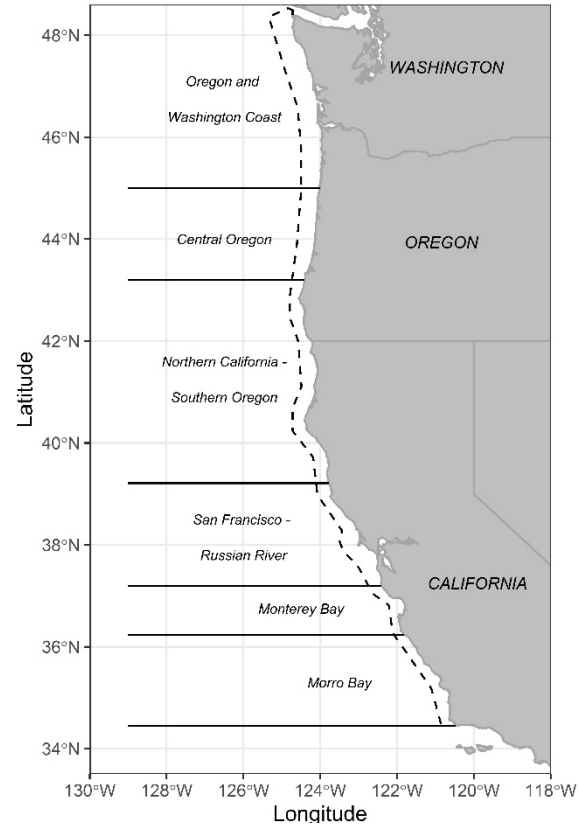 48°N
WASHINGTON
Oregon and
Washington Coast
46°N
44°N
Central Oregon
OREGON
42°N
Northern California -
Southern Oregon
Latitude
40°N
San Francisco -
Russian River
38°N
CALIFORNIA
Monterey Bay
36°N
Morro Bay
34°N
130°W 128°W 126°W 124°W 122°W 120°W 118°W
Longitude